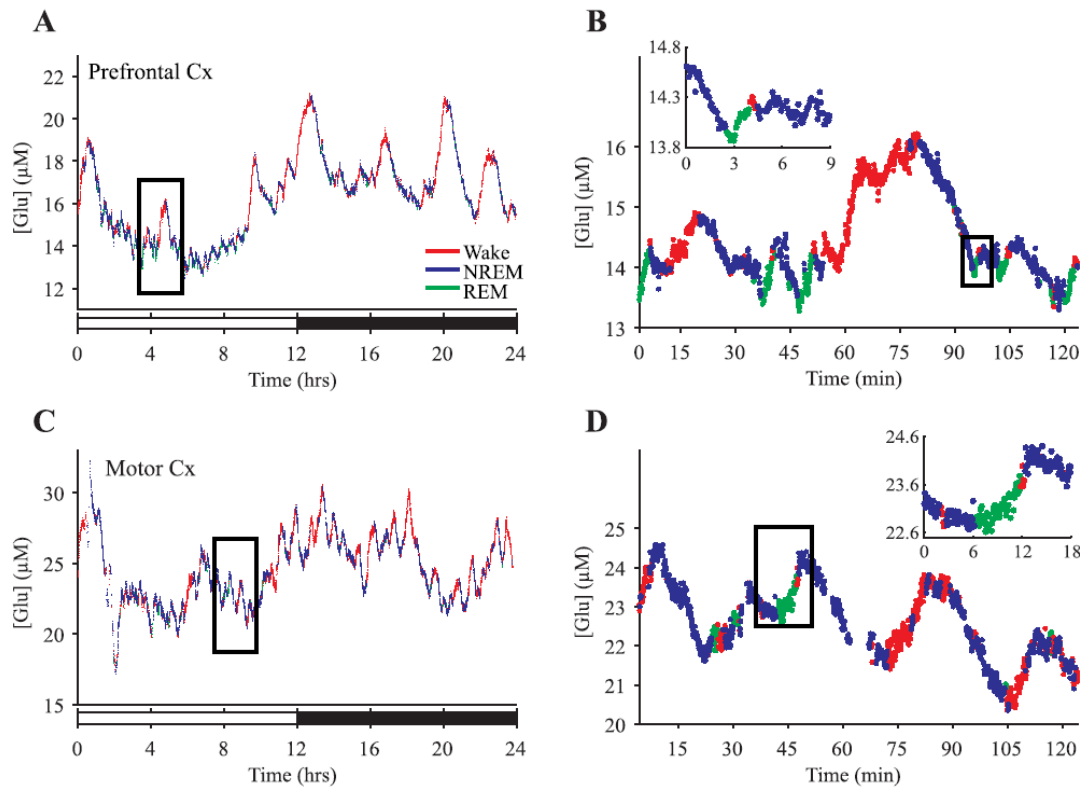 A
Prefrontal Cx
[Glu] (µM)
22
20
18
16
14
12
Wake
NREM
REM
0 4 8 12 16 20 24
Time (hrs)
B
14.8
14.3
13.8
0 3 6 9
[Glu] (µM)
16
15
14
13
0 15 30 45 60 75 90 105 120
Time (min)
C
Motor Cx
[Glu] (µM)
30
25
20
15
0 4 8 12 16 20 24
Time (hrs)
D
24.6
23.6
22.6
0 6 12 18
[Glu] (µM)
25
24
23
22
21
20
15 30 45 60 75 90 105 120
Time (min)